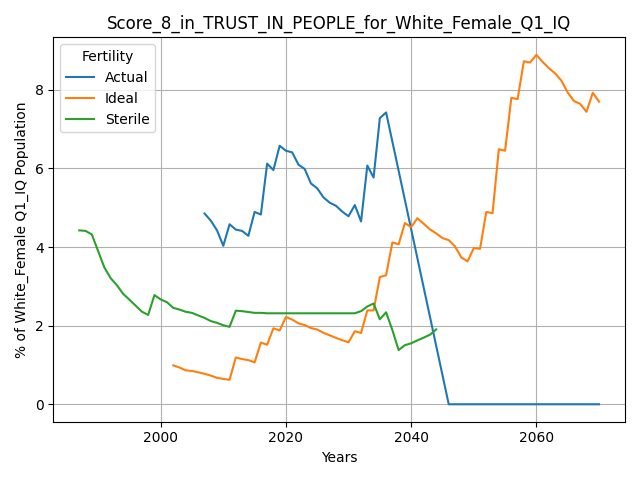 Score_8_in_TRUST_IN_PEOPLE_for_White_Female_Q1_IQ
Fertility
Actual
Ideal
Sterile
% of White_Female Q1_IQ Population
8
6
4
2
0
2000 2020 2040 2060
Years